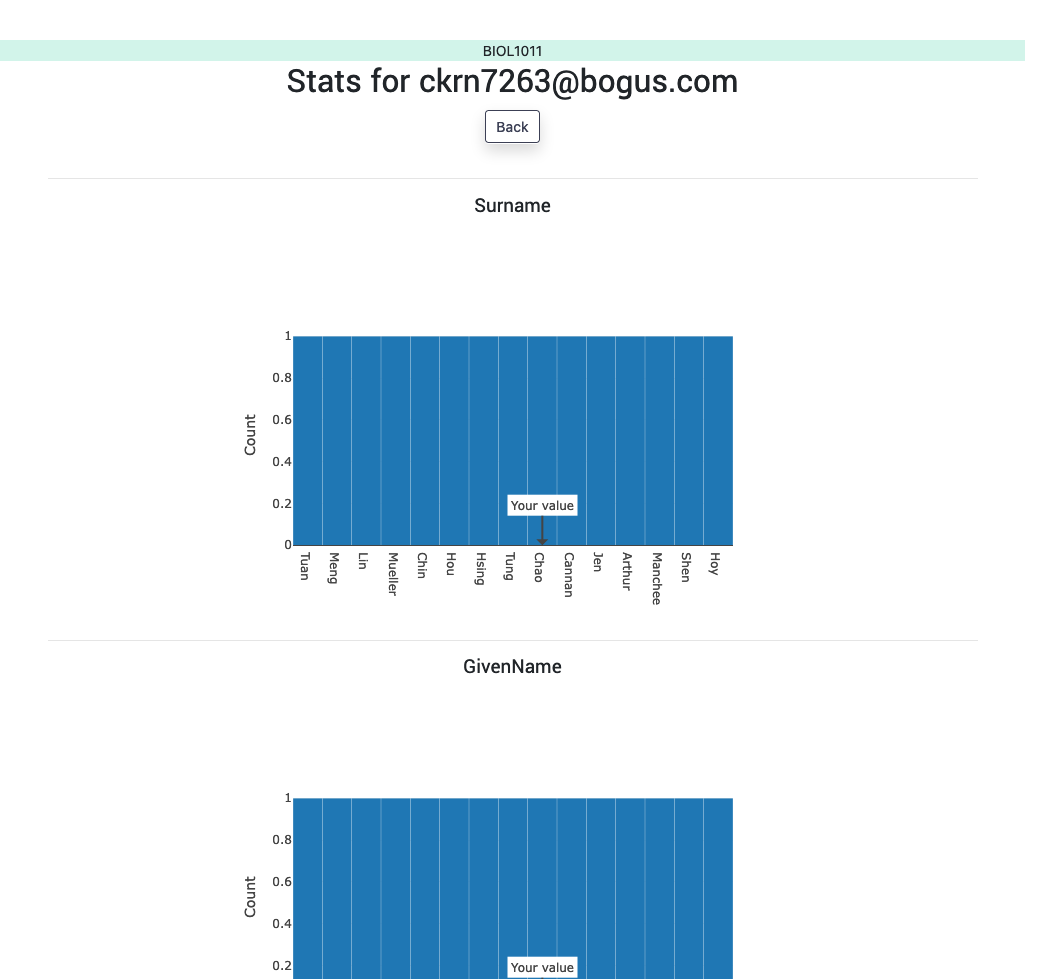 BIOL1011
Stats for ckrn7263@bogus.com
Back
Surname
1
0.8
0.6
0.4
0.2
0
Count
Your value
Tuan
Meng
Lin
Mueller
Chin
Hou
Hsing
Tung
Chao
Cannan
Jen
Arthur
Manchee
Shen
Hoy
GivenName
1
0.8
0.6
0.4
0.2
Count
Your value